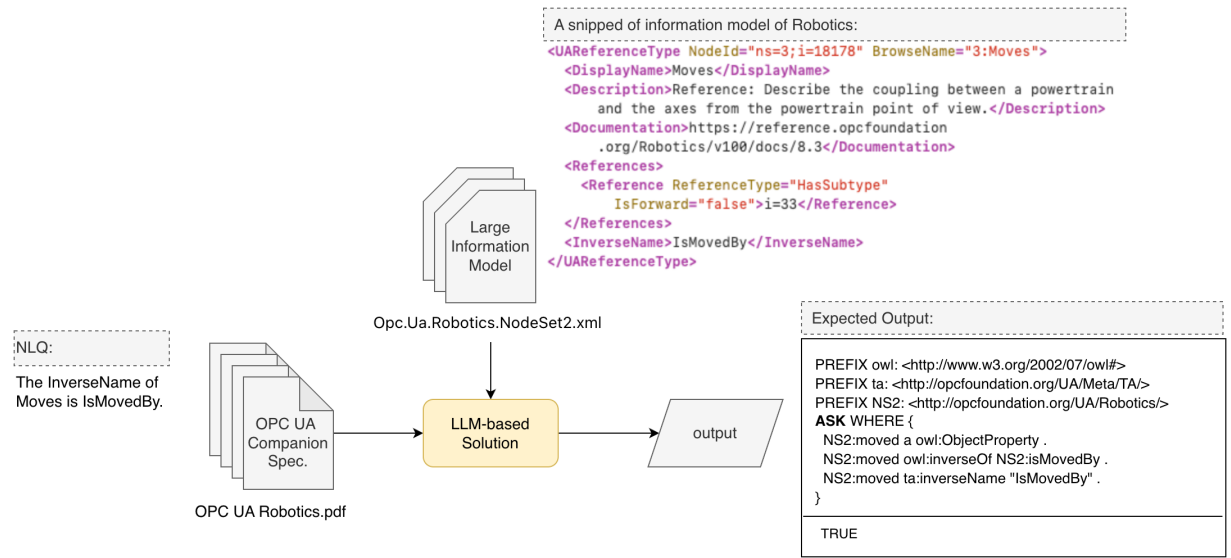 A snipped of information model of Robotics:
<UAReferenceType NodeId="ns=3;i=18178" BrowseName="3:Moves">
<DisplayName>Moves</DisplayName>
<Description>Reference: Describe the coupling between a powertrain
and the axes from the powertrain point of view.</Description>
<Documentation>https://reference.opcfoundation
.org/Robotics/v100/docs/8.3</Documentation>
<References>
<Reference ReferenceType="HasSubtype"
IsForward="false">i=33</Reference>
</References>
<InverseName>IsMovedBy</InverseName>
</UAReferenceType>
Large
Information
Model
Opc.Ua.Robotics.NodeSet2.xml
NLQ:
The InverseName of
Moves is IsMovedBy.
OPC UA
Companion
Spec.
OPC UA Robotics.pdf
LLM-based
Solution
output
Expected Output:
PREFIX owl: <http://www.w3.org/2002/07/owl#>
PREFIX ta: <http://opcfoundation.org/UA/Meta/TA/>
PREFIX NS2: <http://opcfoundation.org/UA/Robotics/>
ASK WHERE {
NS2:moved a owl:ObjectProperty .
NS2:moved owl:inverseOf NS2:isMovedBy .
NS2:moved ta:inverseName "IsMovedBy" .
}
TRUE